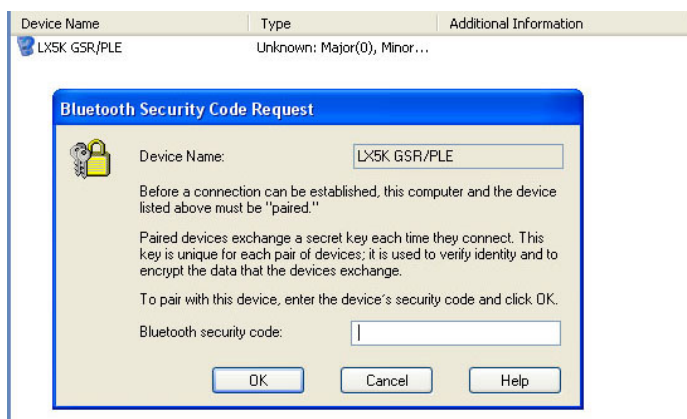 Device Name Type Additional Information
LX5K GSR/PLE Unknown: Major(0), Minor...
Bluetooth Security Code Request
Device Name: LX5K GSR/PLE
Before a connection can be established, this computer and the device
listed above must be "paired."
Paired devices exchange a secret key each time they connect. This
key is unique for each pair of devices; it is used to verify identity and to
encrypt the data that the devices exchange.
To pair with this device, enter the device´s security code and click OK.
Bluetooth security code:
OK Cancel Help